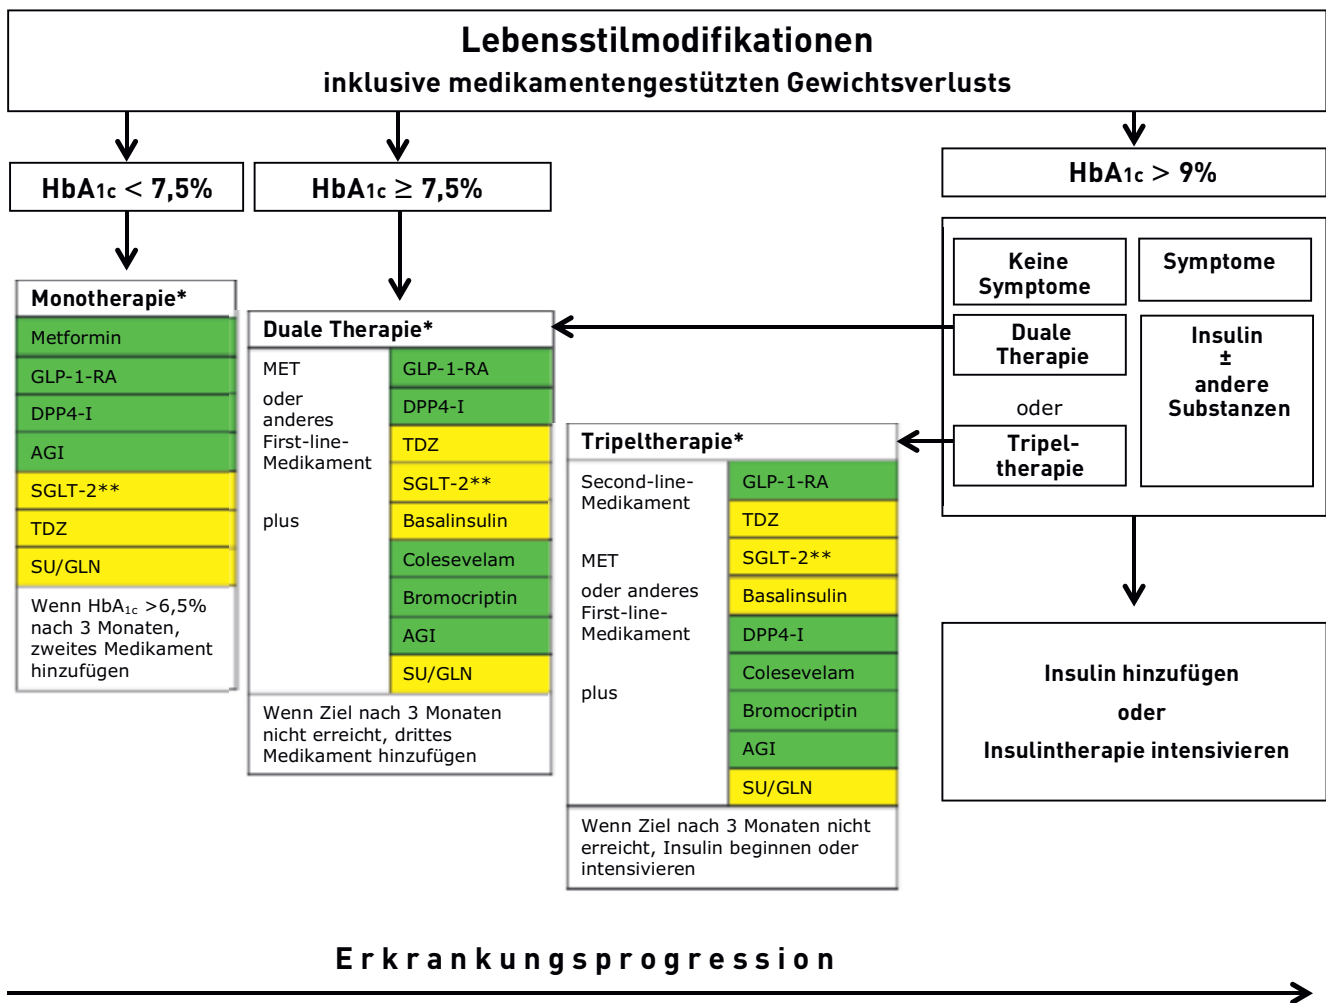 Lebensstilmodifikationen
inklusive medikamentengestützten Gewichtsverlusts
HbA1c < 7,5%
HbA1c ≥ 7,5%
HbA1c > 9%
Monotherapie*
Metformin
GLP-1-RA
DPP4-I
AGI
SGLT-2**
TDZ
SU/GLN
Wenn HbA1c >6,5%
nach 3 Monaten,
zweites Medikament
hinzufügen
Duale Therapie*
MET
oder
anderes
First-line-
Medikament
plus
GLP-1-RA
DPP4-I
TDZ
SGLT-2**
Basalinsulin
Colesevelam
Bromocriptin
AGI
SU/GLN
Wenn Ziel nach 3 Monaten
nicht erreicht, drittes
Medikament hinzufügen
Tripeltherapie*
Second-line-
Medikament
MET
oder anderes
First-line-
Medikament
plus
GLP-1-RA
TDZ
SGLT-2**
Basalinsulin
DPP4-I
Colesevelam
Bromocriptin
AGI
SU/GLN
Wenn Ziel nach 3 Monaten nicht
erreicht, Insulin beginnen oder
intensivieren
Keine
Symptome
Duale
Therapie
oder
Tripel-
therapie
Symptome
Insulin
±
andere
Substanzen
Insulin hinzufügen
oder
Insulintherapie intensivieren
Erkrankungsprogression